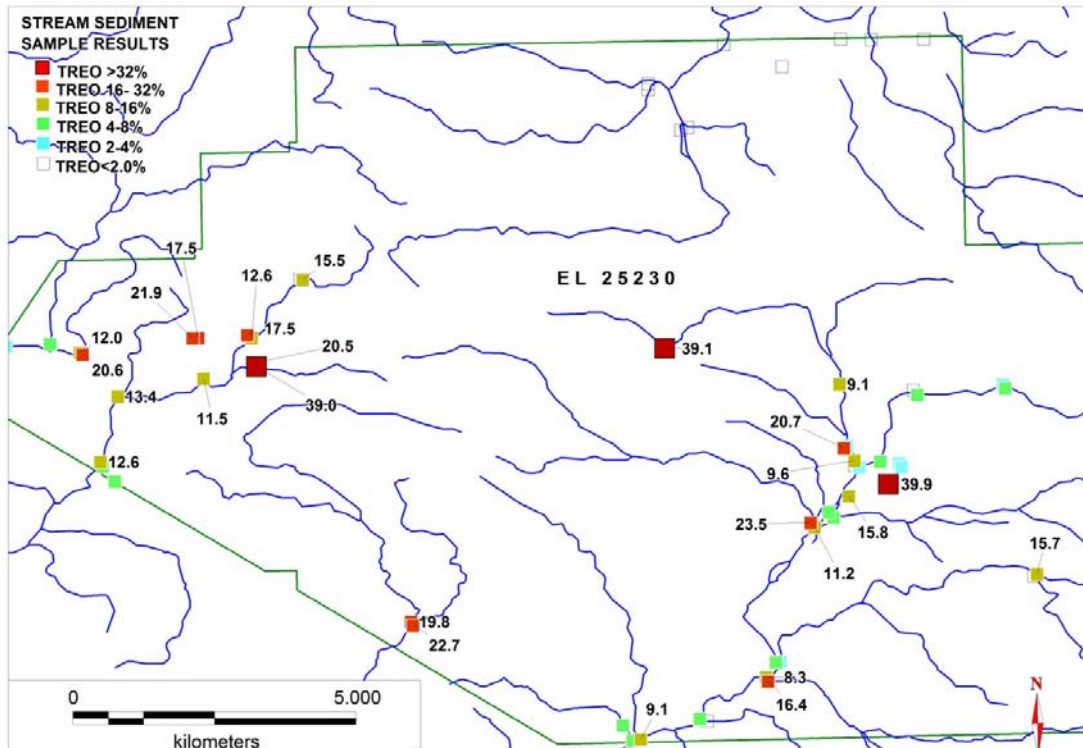 STREAM SEDIMENT
SAMPLE RESULTS
TREO >32%
TREO 16- 32%
TREO 8-16%
TREO 4-8%
TREO 2-4%
TREO<2.0%
17.5
12.6
15.5
EL 25230
21.9
17.5
12.0
20.5
39.1
20.6
13.4
11.5
39.0
9.1
20.7
12.6
9.6
39.9
23.5
15.8
11.2
15.7
19.8
22.7
8.3
16.4
9.1
0
5.000
kilometers
N